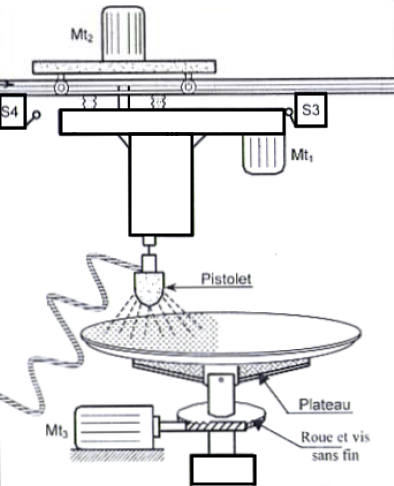 Mt₂
S4
S3
Mt₁
Pistolet
Plateau
Mt₃
Roue et vis
sans fin